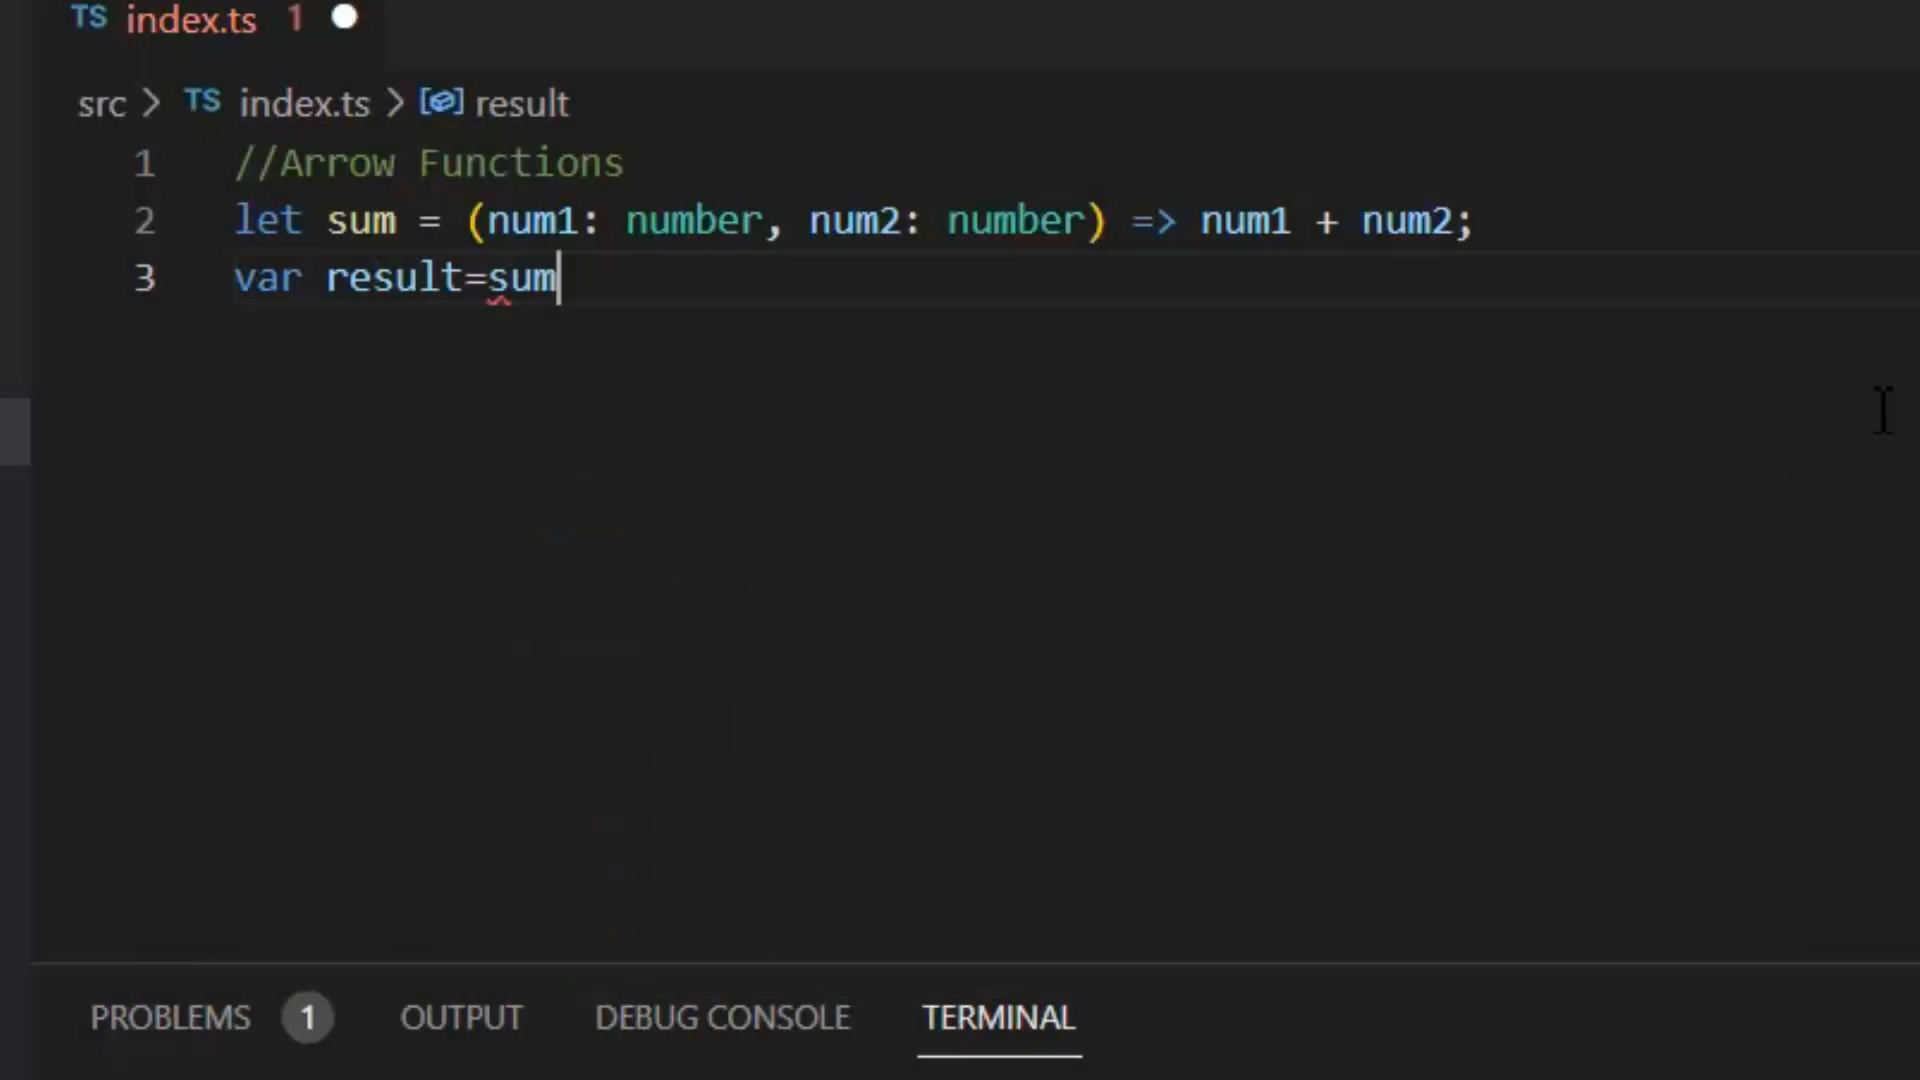 TS index.ts 1
src > TS index.ts > result
1 //Arrow Functions
2 let sum = (num1: number, num2: number) => num1 + num2;
3 var result=sum
PROBLEMS 1 OUTPUT DEBUG CONSOLE TERMINAL